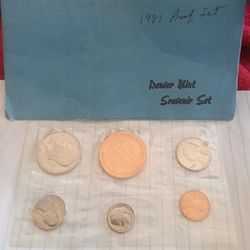 1981 Proof Set
Denver Mint
Souvenir Set